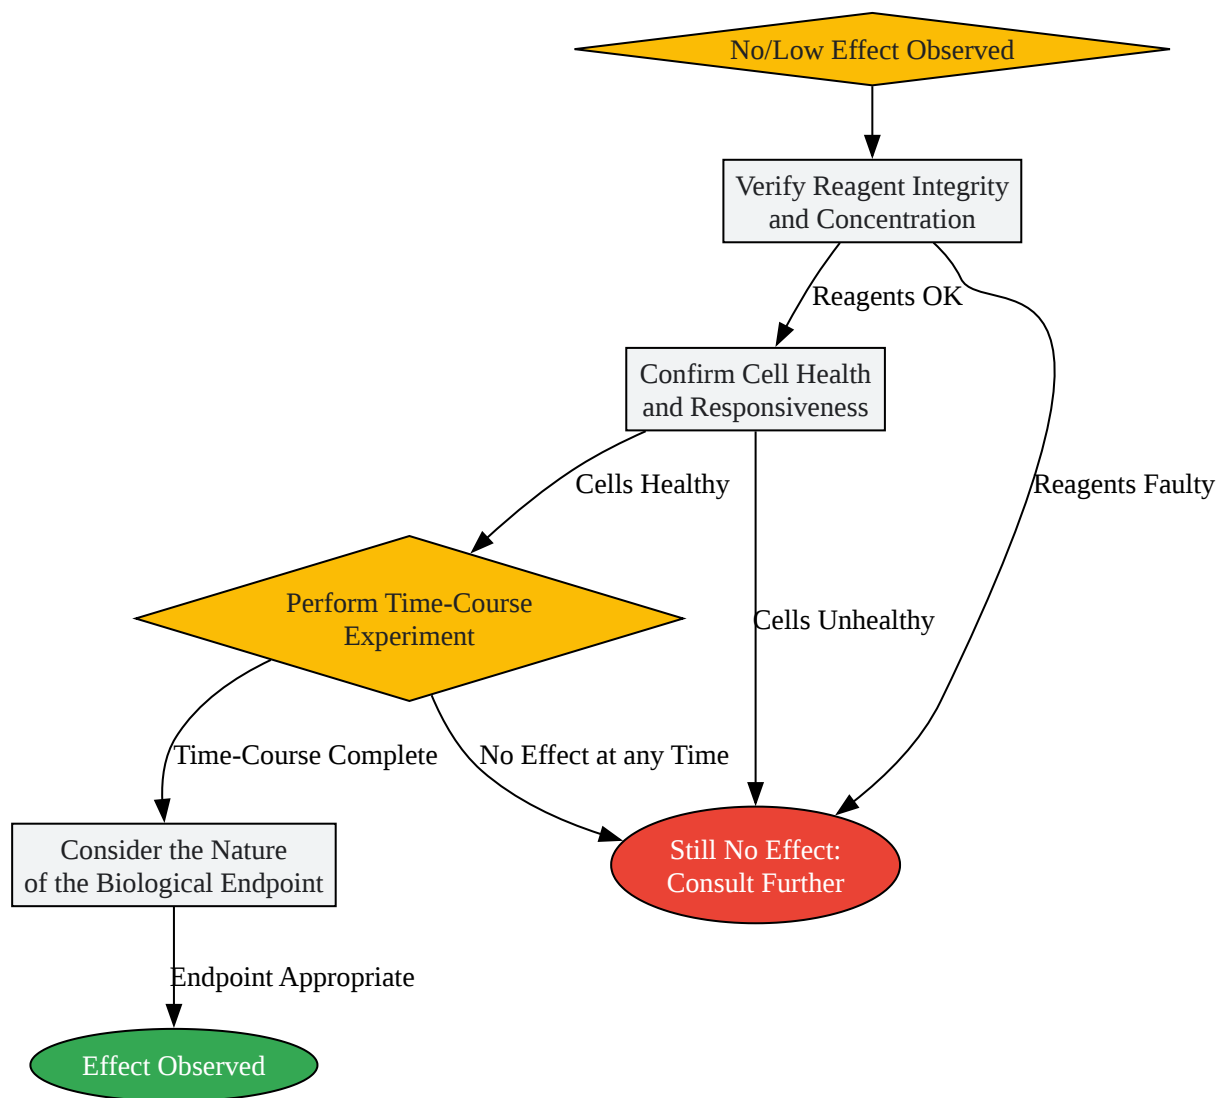 No/Low Effect Observed
Verify Reagent Integrity
and Concentration
Reagents OK
Confirm Cell Health
and Responsiveness
Cells Healthy
Reagents Faulty
Perform Time-Course
Experiment
Cells Unhealthy
Time-Course Complete
No Effect at any Time
Consider the Nature
of the Biological Endpoint
Still No Effect:
Consult Further
Endpoint Appropriate
Effect Observed